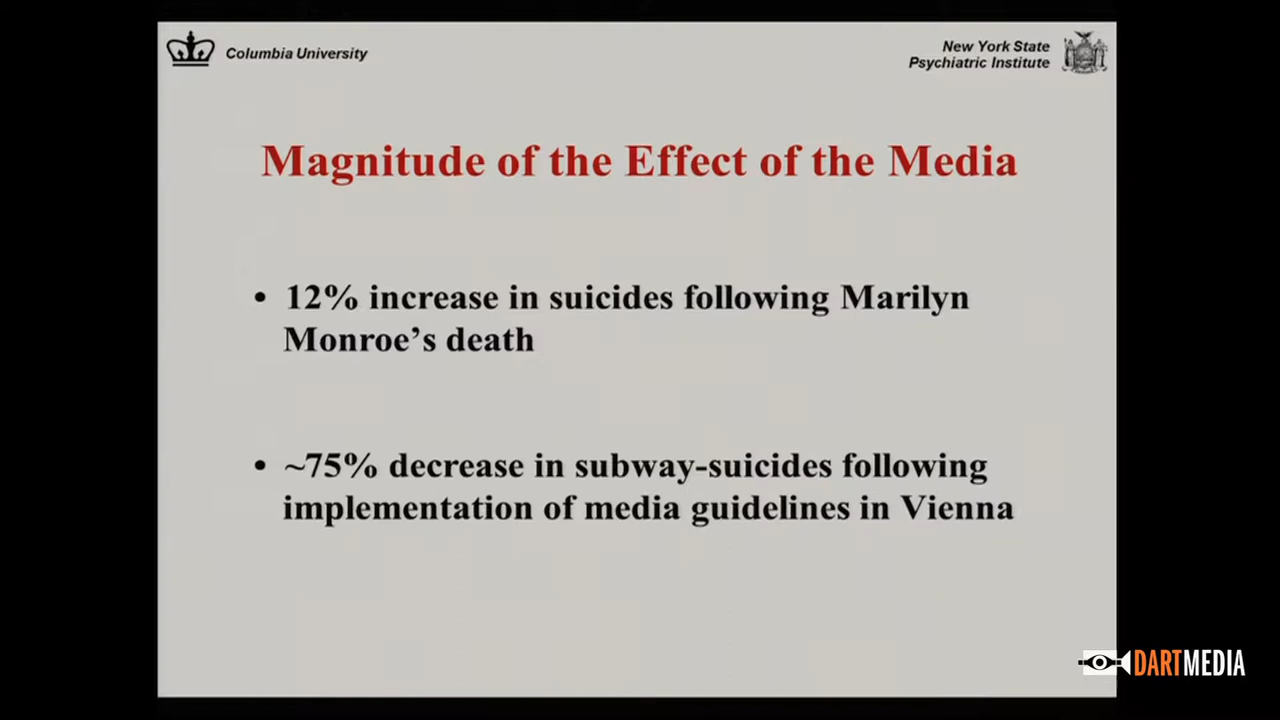 Columbia University
New York State
Psychiatric Institute
Magnitude of the Effect of the Media
• 12% increase in suicides following Marilyn
Monroe's death
• ~75% decrease in subway-suicides following
implementation of media guidelines in Vienna
DARTMEDIA